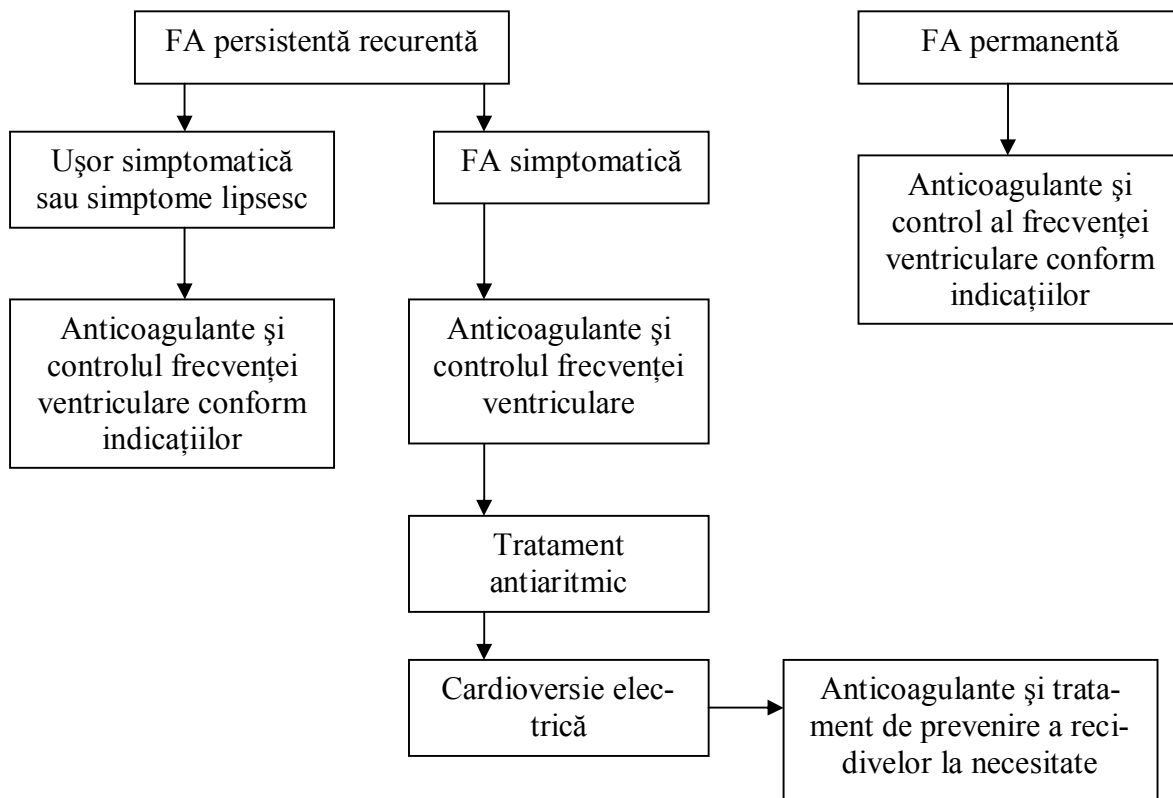 FA persistentă recurentă
FA permanentă
Uşor simptomatică
sau simptome lipsesc
FA simptomatică
Anticoagulante şi
control al frecvenței
ventriculare conform
indicațiilor
Anticoagulante şi
controlul frecvenței
ventriculare conform
indicațiilor
Anticoagulante şi
controlul frecvenței
ventriculare
Tratament
antiaritmic
Cardioversie elec-
trică
Anticoagulante şi trata-
ment de prevenire a reci-
divelor la necesitate